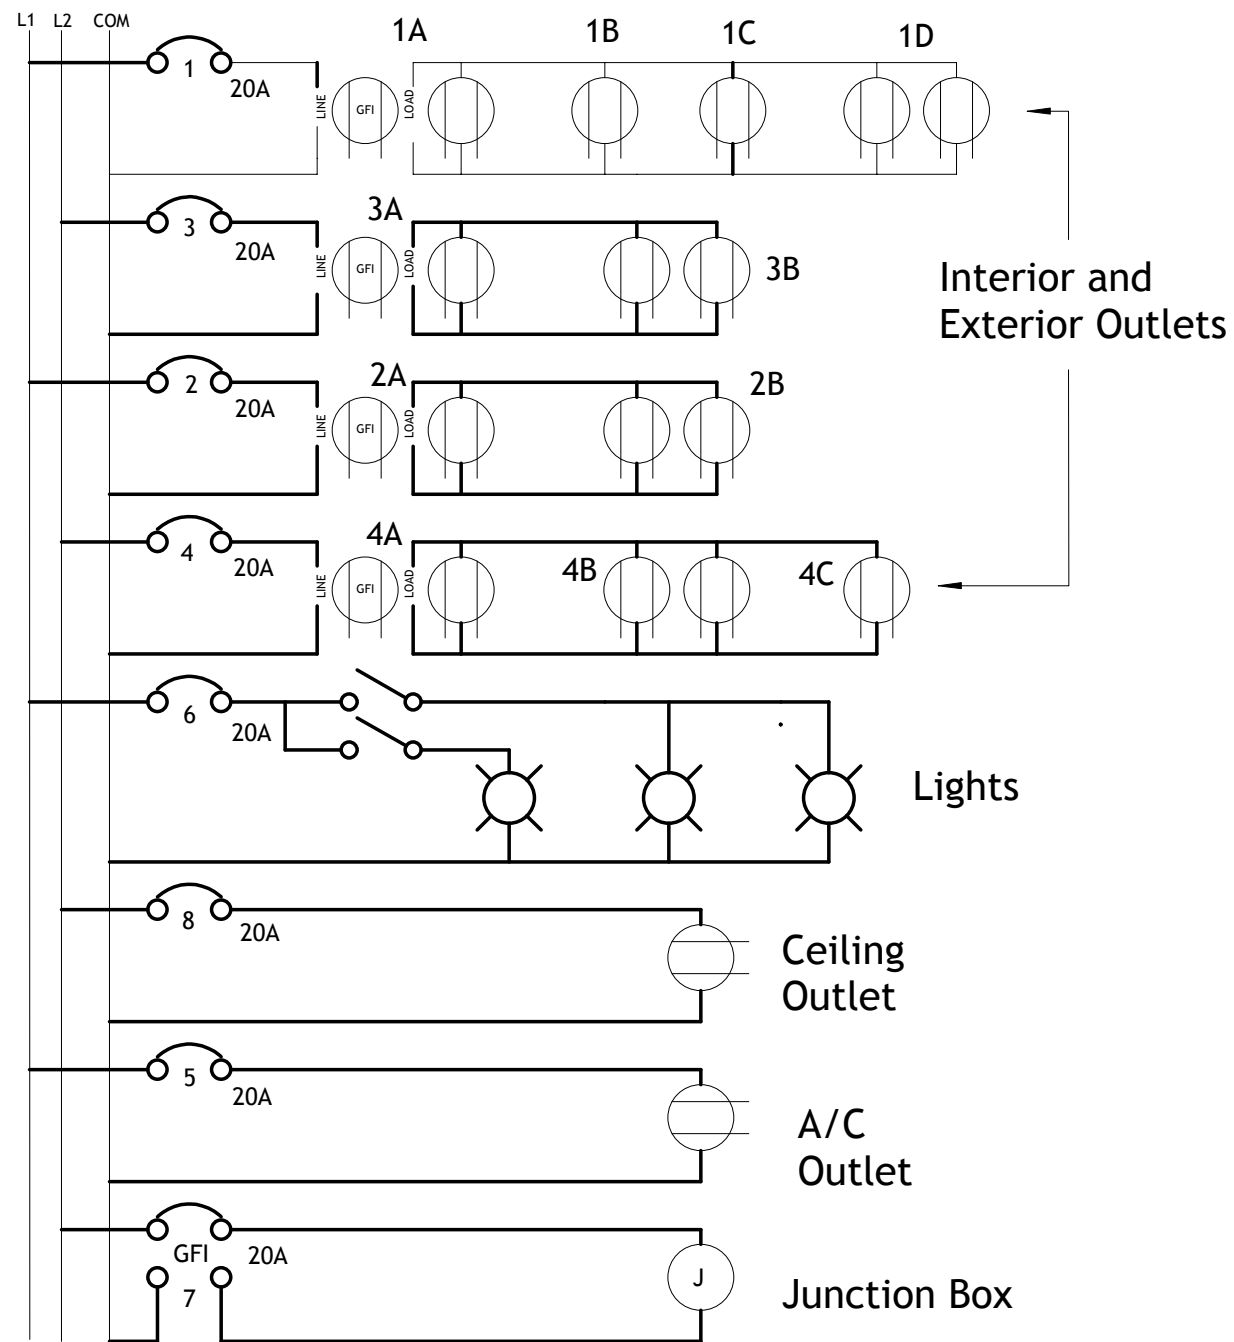 L1 L2 COM
1A 1B 1C 1D
1
20A
LINE GFI LOAD
3A
3
20A
LINE GFI LOAD
3B
Interior and
Exterior Outlets
2A 2B
2
20A
LINE GFI LOAD
4A
4
20A
LINE GFI LOAD
4B 4C
6
20A
Lights
8
20A
Ceiling
Outlet
5
20A
A/C
Outlet
GFI
20A
7
J
Junction Box